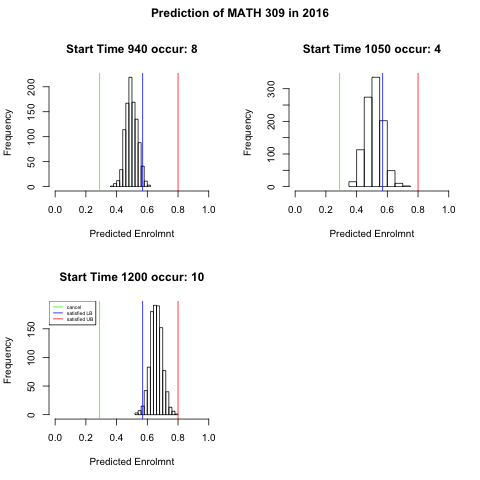 Prediction of MATH 309 in 2016
Start Time 940 occur: 8
Frequency
200
150
100
50
0
0.0 0.2 0.4 0.6 0.8 1.0
Predicted Enrolmnt
Start Time 1050 occur: 4
Frequency
300
200
100
0
0.0 0.2 0.4 0.6 0.8 1.0
Predicted Enrolmnt
Start Time 1200 occur: 10
cancel
satisfied LB
satisfied UB
Frequency
150
100
50
0
0.0 0.2 0.4 0.6 0.8 1.0
Predicted Enrolmnt